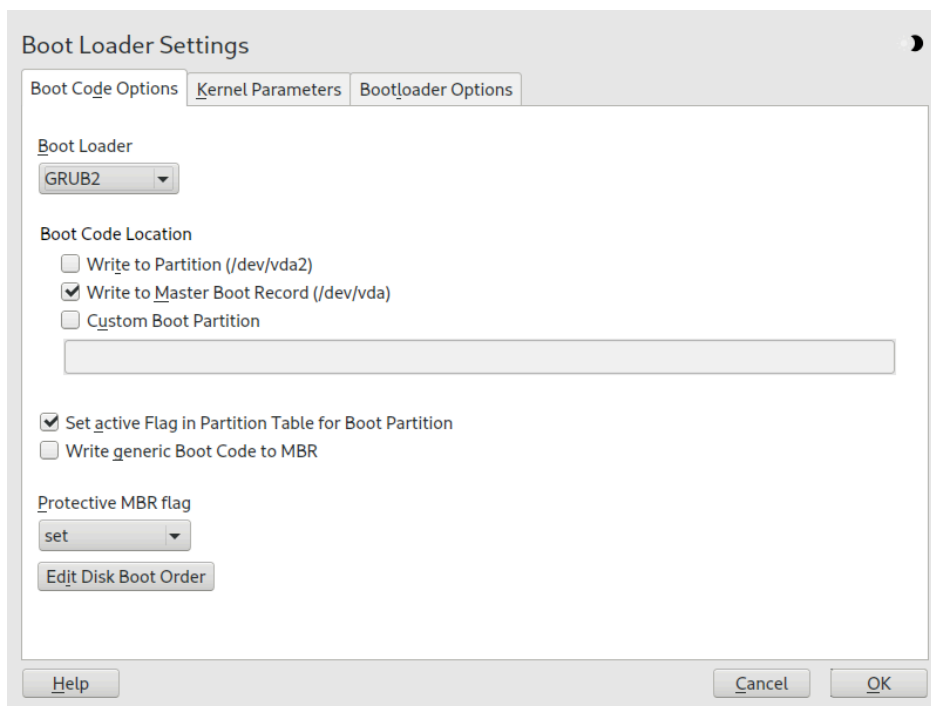 Boot Loader Settings
Boot Code Options Kernel Parameters Bootloader Options
Boot Loader
GRUB2
Boot Code Location
Write to Partition (/dev/vda2)
Write to Master Boot Record (/dev/vda)
Custom Boot Partition
Set active Flag in Partition Table for Boot Partition
Write generic Boot Code to MBR
Protective MBR flag
set
Edit Disk Boot Order
Help Cancel OK